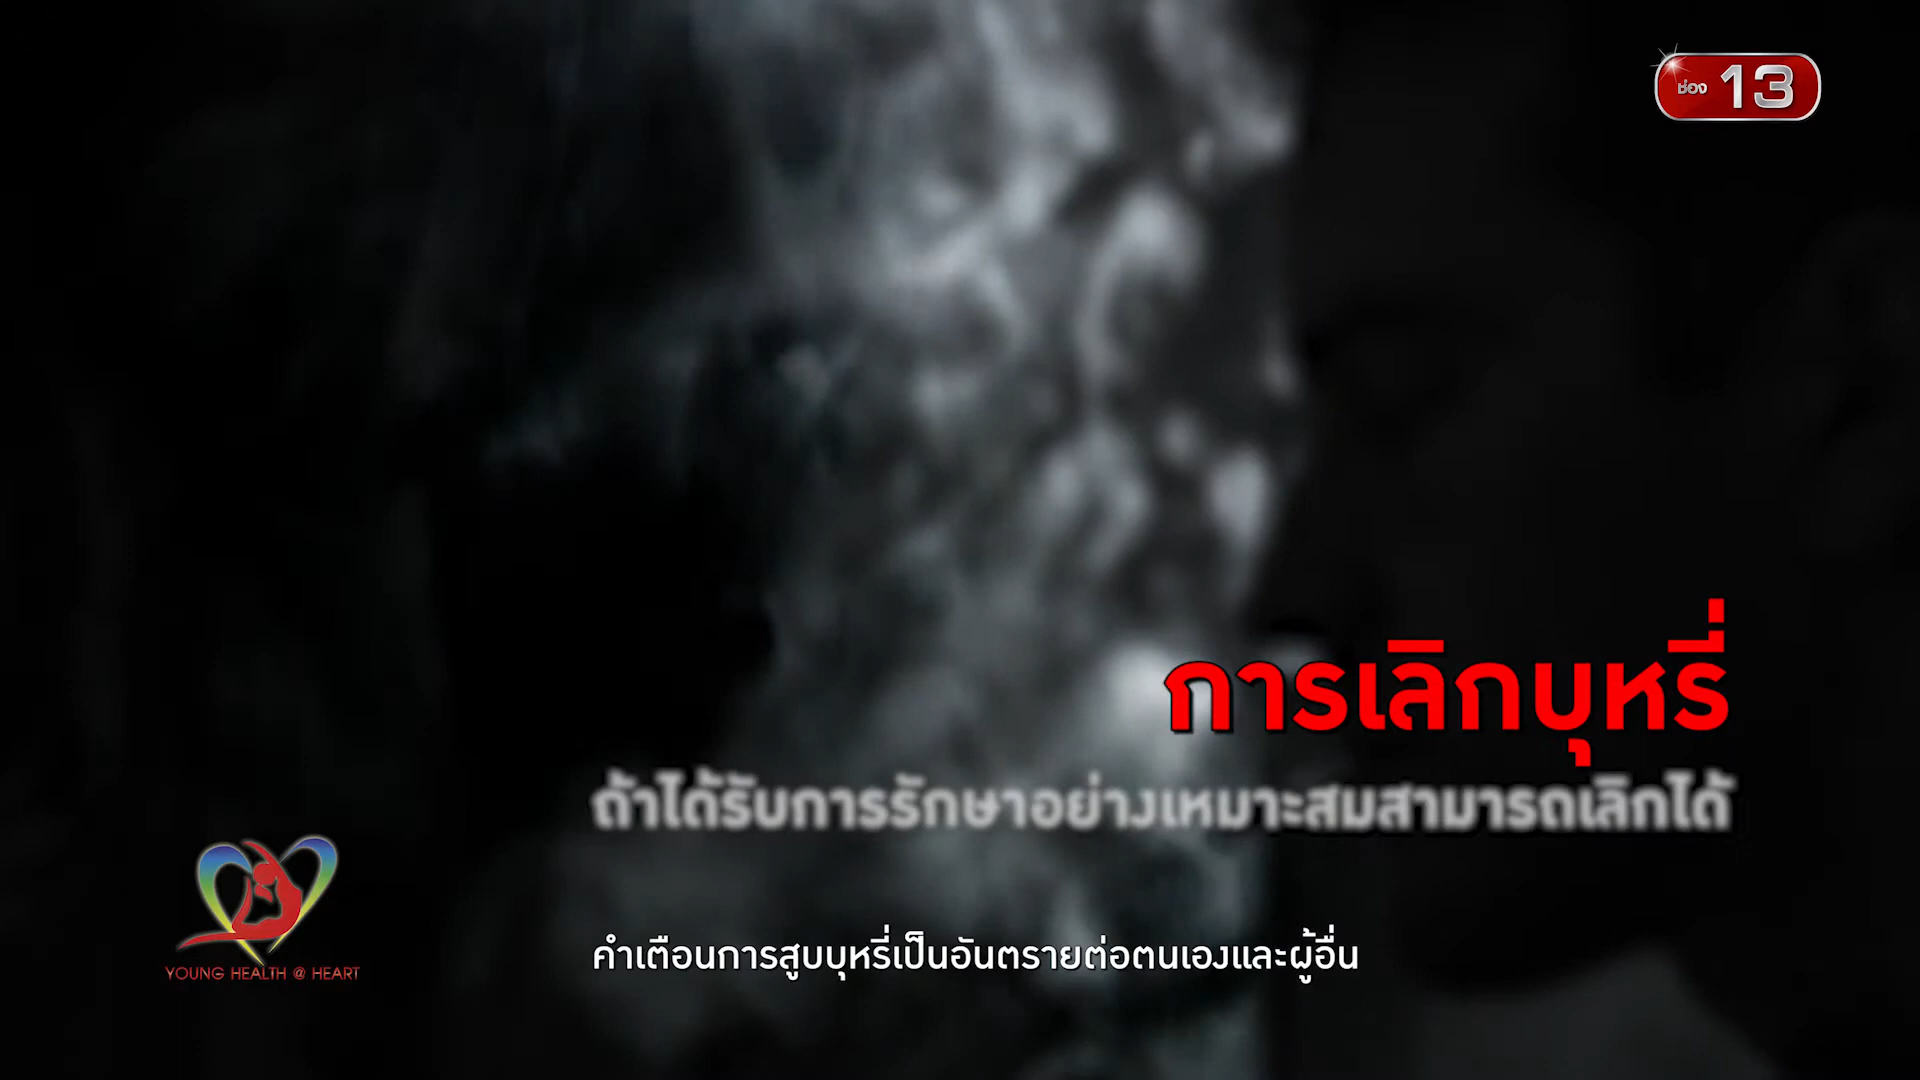 ช่อง 13
การเลิกบุหรี่
ถ้าได้รับการรักษาอย่างเหมาะสมสามารถเลิกได้
YOUNG HEALTH @ HEART
คำเตือนการสูบบุหรี่เป็นอันตรายต่อตนเองและผู้อื่น